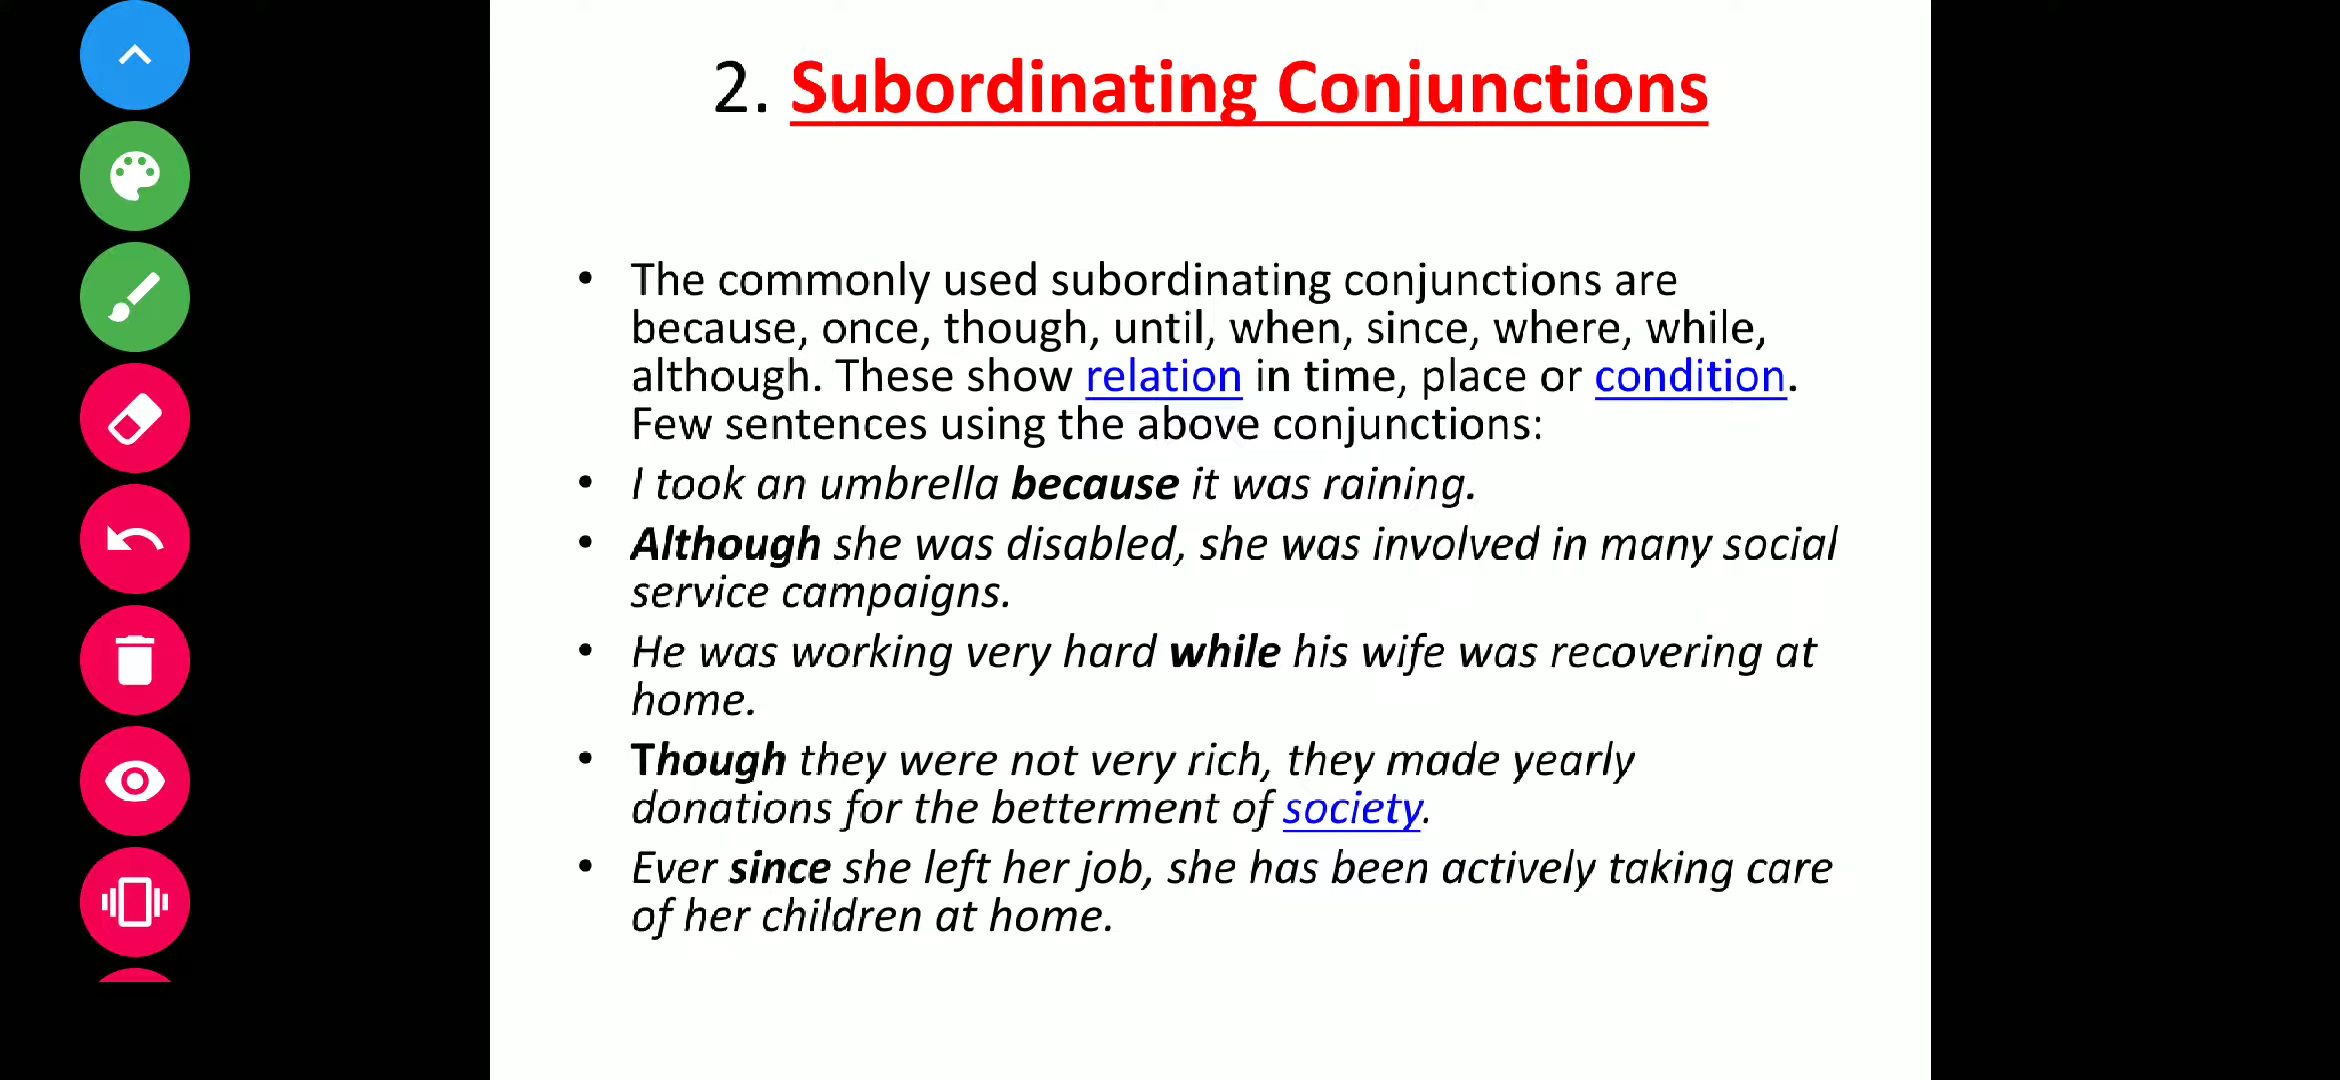 2. Subordinating Conjunctions
• The commonly used subordinating conjunctions are
because, once, though, until, when, since, where, while,
although. These show relation in time, place or condition.
Few sentences using the above conjunctions:
• I took an umbrella because it was raining.
• Although she was disabled, she was involved in many social
service campaigns.
• He was working very hard while his wife was recovering at
home.
• Though they were not very rich, they made yearly
donations for the betterment of society.
• Ever since she left her job, she has been actively taking care
of her children at home.